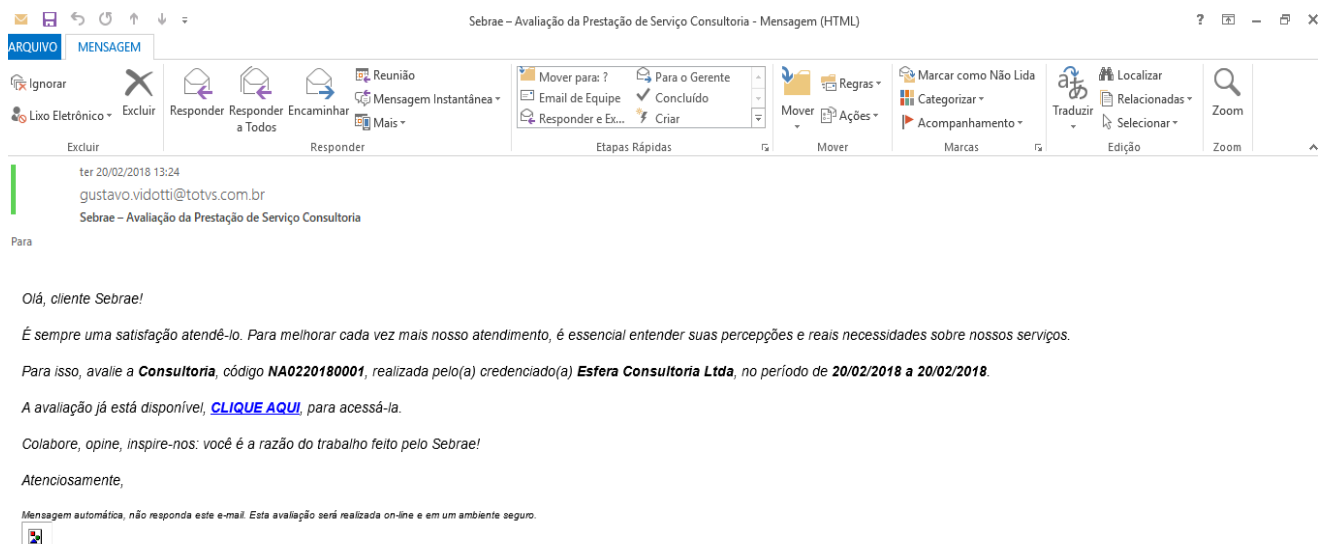 Sebrae – Avaliação da Prestação de Serviço Consultoria - Mensagem (HTML)
ARQUIVO MENSAGEM
Ignorar
Lixo Eletrônico
Excluir
Responder
Responder a Todos
Encaminhar
Reunião
Mensagem Instantânea
Mais
Mover para: ?
Email de Equipe
Responder e Ex...
Para o Gerente
Concluído
Criar
Mover
Regras
Ações
Marcar como Não Lida
Categorizar
Acompanhamento
Traduzir
Localizar
Relacionadas
Selecionar
Zoom
Excluir Responder Etapas Rápidas Mover Marcas Edição Zoom
ter 20/02/2018 13:24
gustavo.vidotti@totvs.com.br
Sebrae – Avaliação da Prestação de Serviço Consultoria
Para
Olá, cliente Sebrae!
É sempre uma satisfação atendê-lo. Para melhorar cada vez mais nosso atendimento, é essencial entender suas percepções e reais necessidades sobre nossos serviços.
Para isso, avalie a Consultoria, código NA0220180001, realizada pelo(a) credenciado(a) Esfera Consultoria Ltda, no período de 20/02/2018 a 20/02/2018.
A avaliação já está disponível, CLIQUE AQUI, para acessá-la.
Colabore, opine, inspire-nos: você é a razão do trabalho feito pelo Sebrae!
Atenciosamente,
Mensagem automática, não responda este e-mail. Esta avaliação será realizada on-line e em um ambiente seguro.